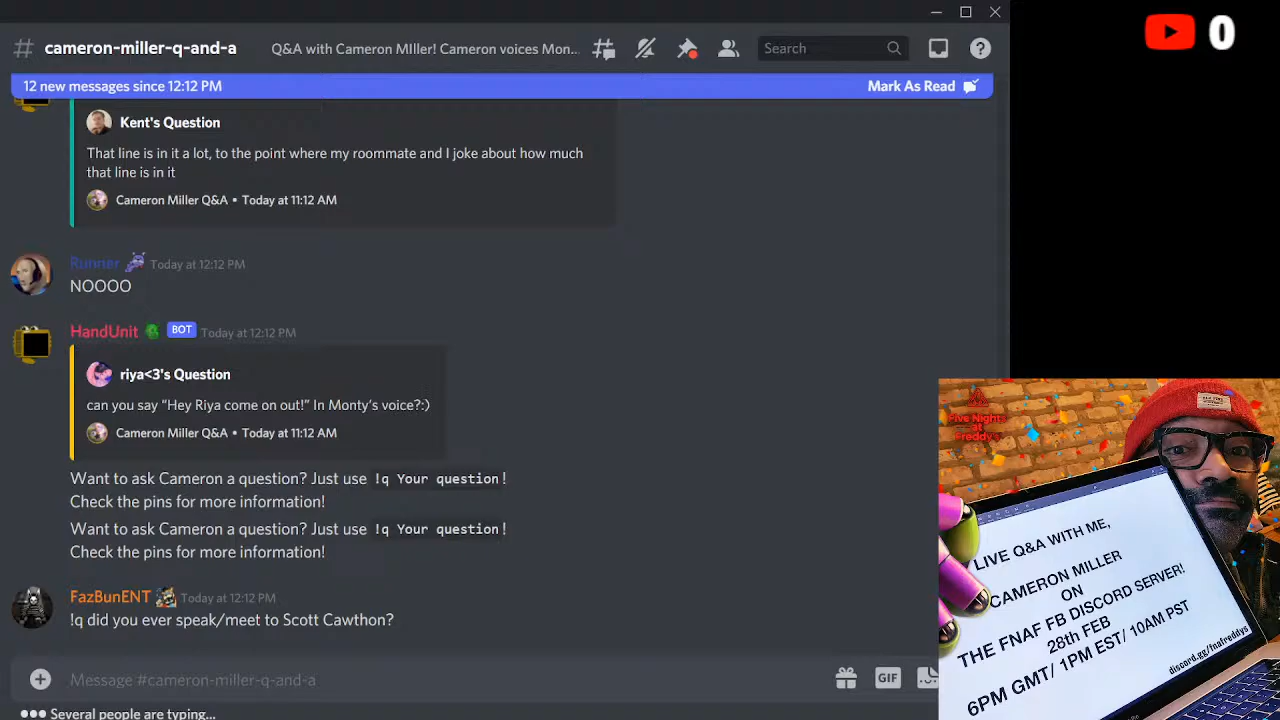 # cameron-miller-q-and-a
Q&A with Cameron MIller! Cameron voices Mon...
Search
0
12 new messages since 12:12 PM
Mark As Read
Kent's Question
That line is in it a lot, to the point where my roommate and I joke about how much
that line is in it
Cameron Miller Q&A • Today at 11:12 AM
Runner Today at 12:12 PM
NOOOO
HandUnit BOT Today at 12:12 PM
riya<3's Question
can you say “Hey Riya come on out!” In Monty’s voice?:)
Cameron Miller Q&A • Today at 11:12 AM
Want to ask Cameron a question? Just use !q Your question!
Check the pins for more information!
Want to ask Cameron a question? Just use !q Your question!
Check the pins for more information!
FazBunENT Today at 12:12 PM
!q did you ever speak/meet to Scott Cawthon?
Message #cameron-miller-q-and-a
GIF
Several people are typing...
Five Nights
at
Freddy's
LIVE Q&A WITH ME,
CAMERON MILLER
ON
THE FNAF FB DISCORD SERVER!
28th FEB
6PM GMT/ 1PM EST/ 10AM PST
discord.gg/fnafreddys